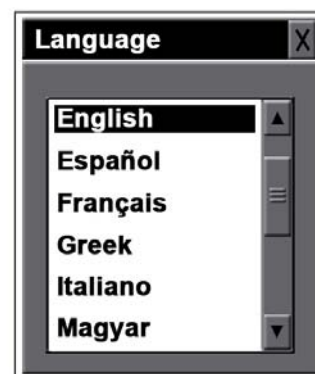 Language X
English
Español
Français
Greek
Italiano
Magyar